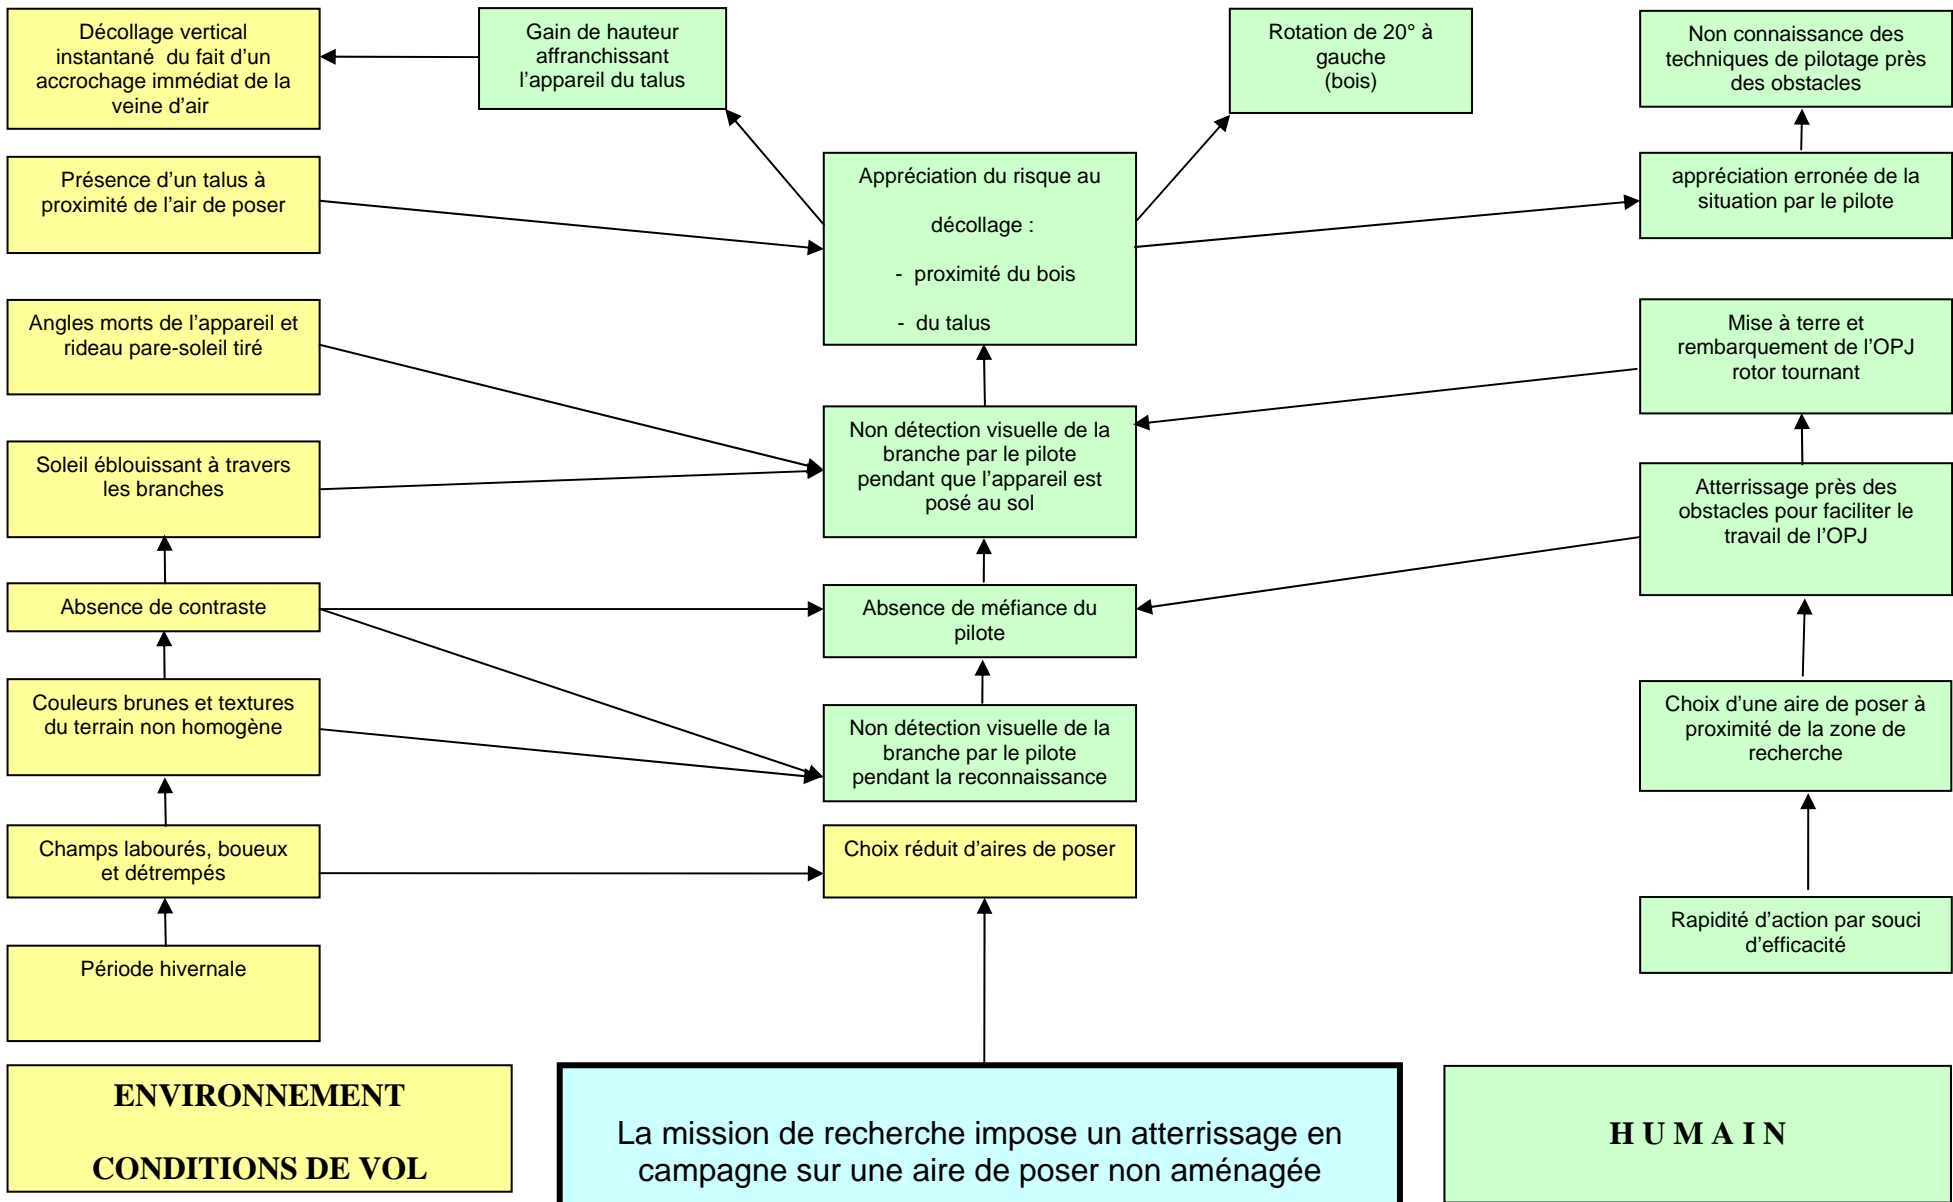 Décollage vertical
instantané du fait d'un
accrochage immédiat de la
veine d'air
Gain de hauteur
affranchissant
l'appareil du talus
Rotation de 20° à
gauche
(bois)
Non connaissance des
techniques de pilotage près
des obstacles
Présence d'un talus à
proximité de l'air de poser
Appréciation du risque au
décollage :
- proximité du bois
- du talus
appréciation erronée de la
situation par le pilote
Angles morts de l'appareil et
rideau pare-soleil tiré
Mise à terre et
rembarquement de l'OPJ
rotor tournant
Soleil éblouissant à travers
les branches
Non détection visuelle de la
branche par le pilote
pendant que l'appareil est
posé au sol
Atterrissage près des
obstacles pour faciliter le
travail de l'OPJ
Absence de contraste
Absence de méfiance du
pilote
Couleurs brunes et textures
du terrain non homogène
Non détection visuelle de la
branche par le pilote
pendant la reconnaissance
Choix d'une aire de poser à
proximité de la zone de
recherche
Champs labourés, boueux
et détrempés
Choix réduit d'aires de poser
Rapidité d'action par souci
d'efficacité
Période hivernale
ENVIRONNEMENT
CONDITIONS DE VOL
La mission de recherche impose un atterrissage en
campagne sur une aire de poser non aménagée
H U M A I N